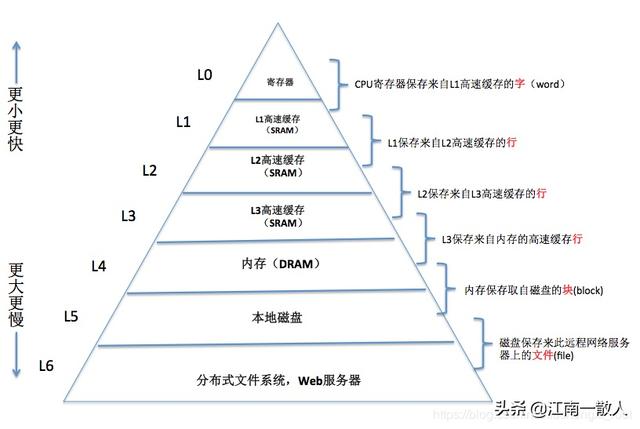 更小更快
更大更慢
L0
寄存器
CPU寄存器保存来自L1高速缓存的字（word）
L1
L1高速缓存
（SRAM）
L1保存来自L2高速缓存的行
L2
L2高速缓存
（SRAM）
L2保存来自L3高速缓存的行
L3
L3高速缓存
（SRAM）
L3保存来自内存的高速缓存行
L4
内存（DRAM）
内存保存取自磁盘的块(block)
L5
本地磁盘
磁盘保存来此远程网络服务
器上的文件(file)
L6
分布式文件系统，Web服务器
头条 @江南一散人